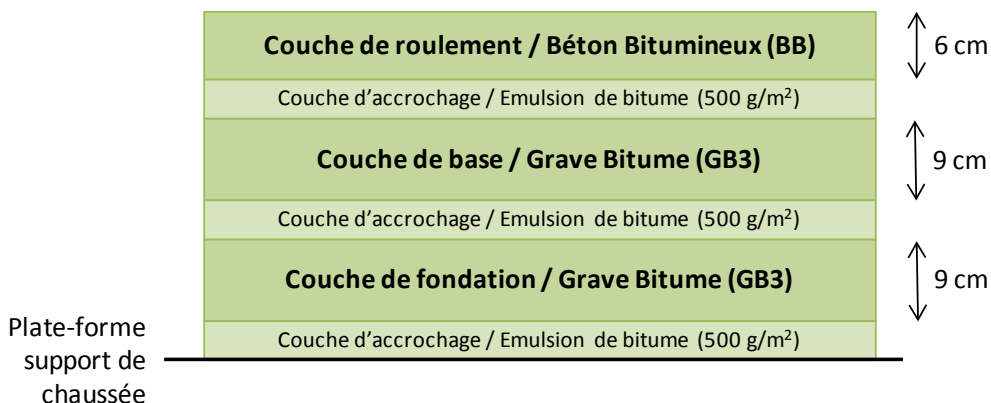 Couche de roulement / Béton Bitumineux (BB)
6 cm
Couche d'accrochage / Emulsion de bitume (500 g/m²)
Couche de base / Grave Bitume (GB3)
9 cm
Couche d'accrochage / Emulsion de bitume (500 g/m²)
Couche de fondation / Grave Bitume (GB3)
9 cm
Couche d'accrochage / Emulsion de bitume (500 g/m²)
Plate-forme
support de
chaussée